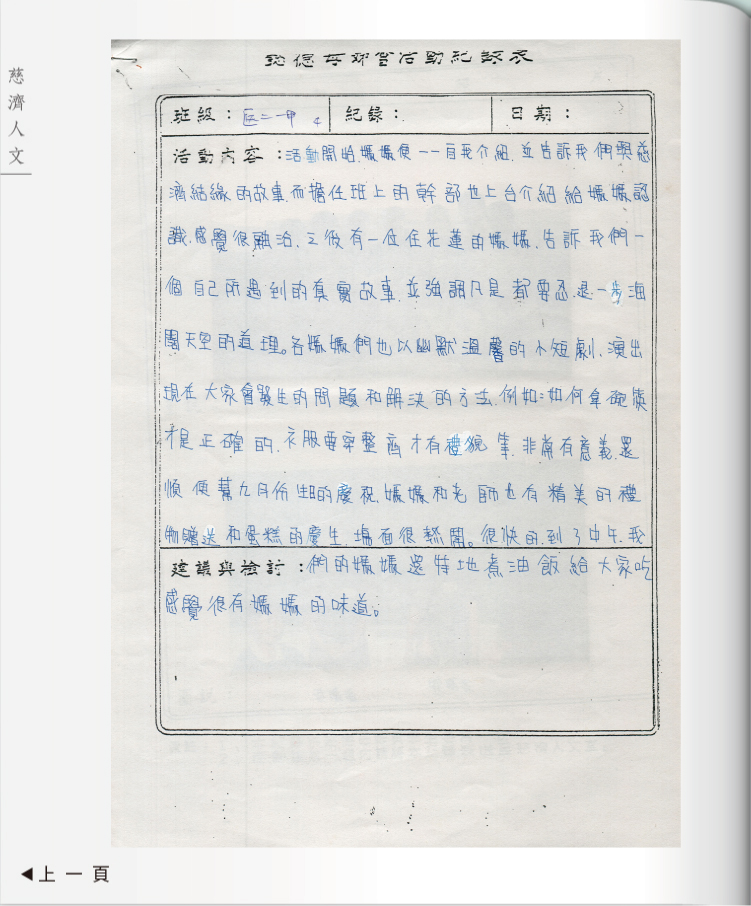 慈濟人文
懿德母姊會活動紀錄表
班級：医二一甲 紀錄： 日期：
活動內容：活動開始媽媽便一一自我介紹、並告訴我們與慈
濟結緣的故事、而擔任班上的幹部也上台介紹給媽媽認
識、感覺很融洽、之後有一位住花蓮的媽媽、告訴我們一
個自己所遇到的真實故事、並強調凡是都要忍、退一步海
闊天空的道理。各媽媽們也以幽默溫馨的小短劇、演出
現在大家會發生的問題和解決的方法、例如：如何拿碗筷
才是正確的、衣服要穿整齊才有禮貌等、非常有意義、還
順便幫九月份生日的慶祝、媽媽和老師也有精美的禮
物贈送和蛋糕的慶生、場面很熱鬧。很快的、到了中午、我
建議與檢討：們的媽媽還特地煮油飯給大家吃
感覺很有媽媽的味道。
◀上一頁